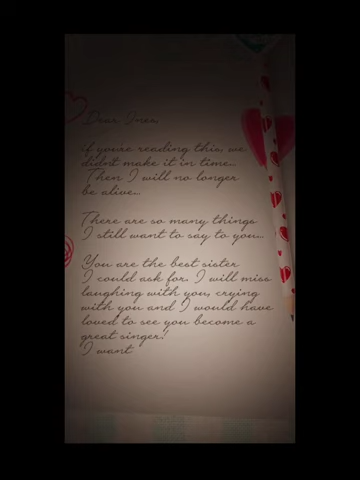 Dear Ines,
if you're reading this, we
didn't make it in time...
Then I will no longer
be alive...
There are so many things
I still want to say to you...
You are the best sister
I could ask for. I will miss
laughing with you, crying
with you and I would have
loved to see you become a
great singer!
I want